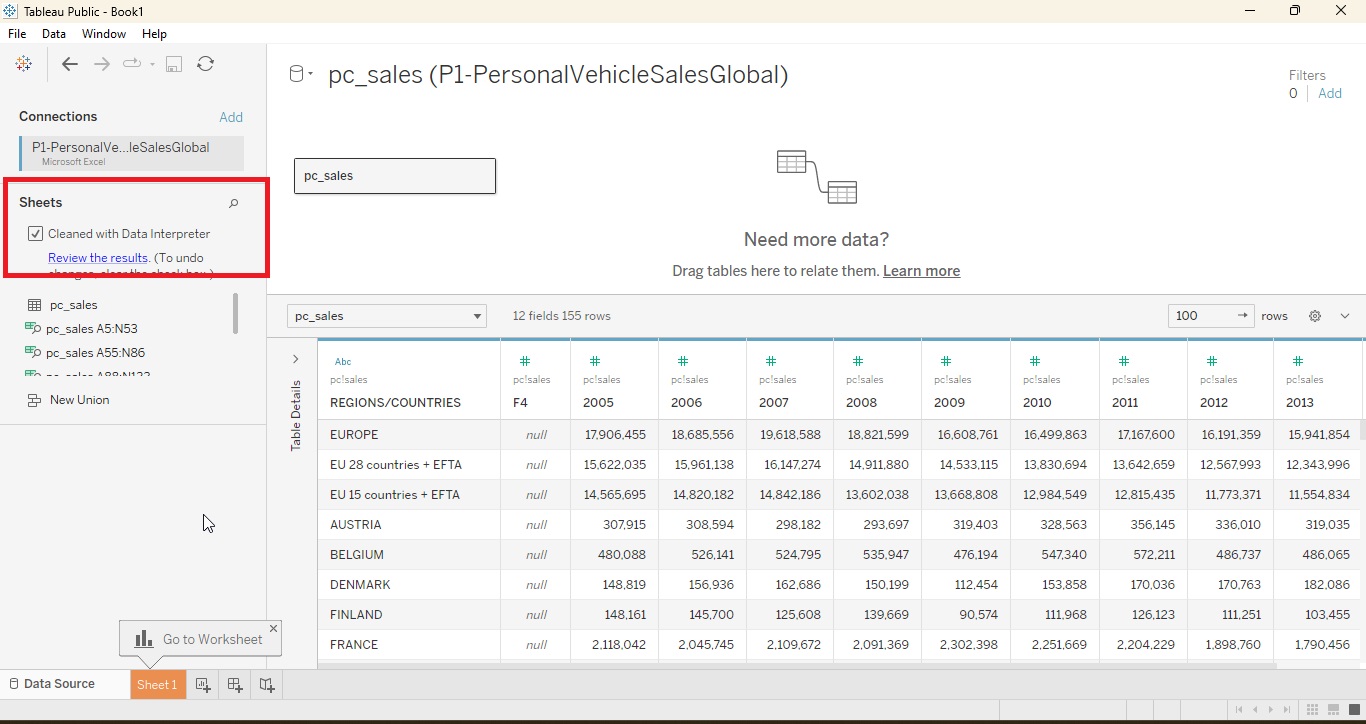 Tableau Public - Book1
File Data Window Help
pc_sales (P1-PersonalVehicleSalesGlobal)
Filters
0 Add
Connections Add
P1-PersonalVe...leSalesGlobal
Microsoft Excel
pc_sales
Sheets
Cleaned with Data Interpreter
Review the results. (To undo
changes, clear the check box.)
Need more data?
Drag tables here to relate them. Learn more
pc_sales
pc_sales A5:N53
pc_sales A55:N86
pc_sales A88:N122
New Union
pc_sales 12 fields 155 rows 100 rows
Table Details
Abc
pc!sales pc!sales pc!sales pc!sales pc!sales pc!sales pc!sales pc!sales pc!sales pc!sales pc!sales
REGIONS/COUNTRIES F4 2005 2006 2007 2008 2009 2010 2011 2012 2013
EUROPE null 17,906,455 18,685,556 19,618,588 18,821,599 16,608,761 16,499,863 17,167,600 16,191,359 15,941,854
EU 28 countries + EFTA null 15,622,035 15,961,138 16,147,274 14,911,880 14,533,115 13,830,694 13,642,659 12,567,993 12,343,996
EU 15 countries + EFTA null 14,565,695 14,820,182 14,842,186 13,602,038 13,668,808 12,984,549 12,815,435 11,773,371 11,554,834
AUSTRIA null 307,915 308,594 298,182 293,697 319,403 328,563 356,145 336,010 319,035
BELGIUM null 480,088 526,141 524,795 535,947 476,194 547,340 572,211 486,737 486,065
DENMARK null 148,819 156,936 162,686 150,199 112,454 153,858 170,036 170,763 182,086
FINLAND null 148,161 145,700 125,608 139,669 90,574 111,968 126,123 111,251 103,455
FRANCE null 2,118,042 2,045,745 2,109,672 2,091,369 2,302,398 2,251,669 2,204,229 1,898,760 1,790,456
Go to Worksheet
Data Source Sheet 1